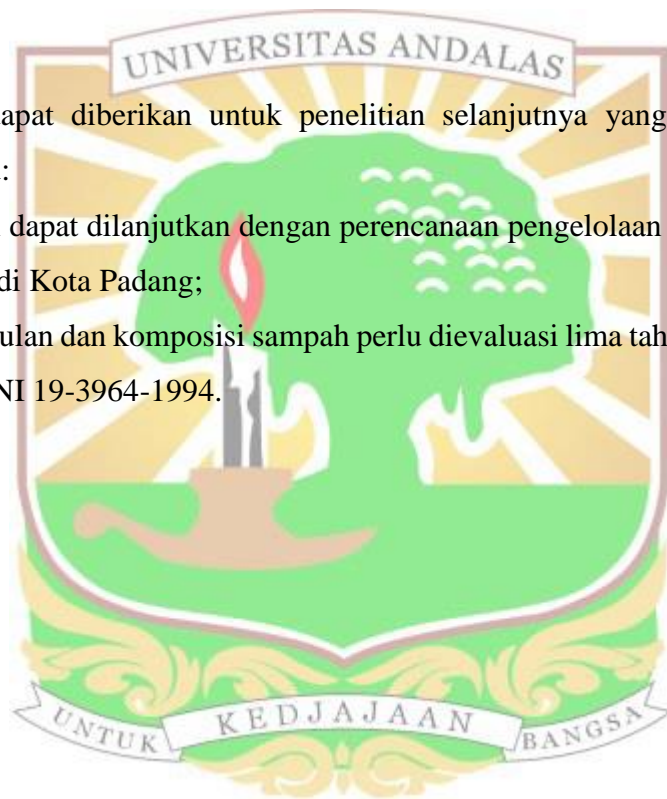 UNIVERSITAS ANDALAS
dapat diberikan untuk penelitian selanjutnya yang
:
dapat dilanjutkan dengan perencanaan pengelolaan
di Kota Padang;
ulan dan komposisi sampah perlu dievaluasi lima tah
NI 19-3964-1994.
UNTUK KEDJAJAAN BANGSA